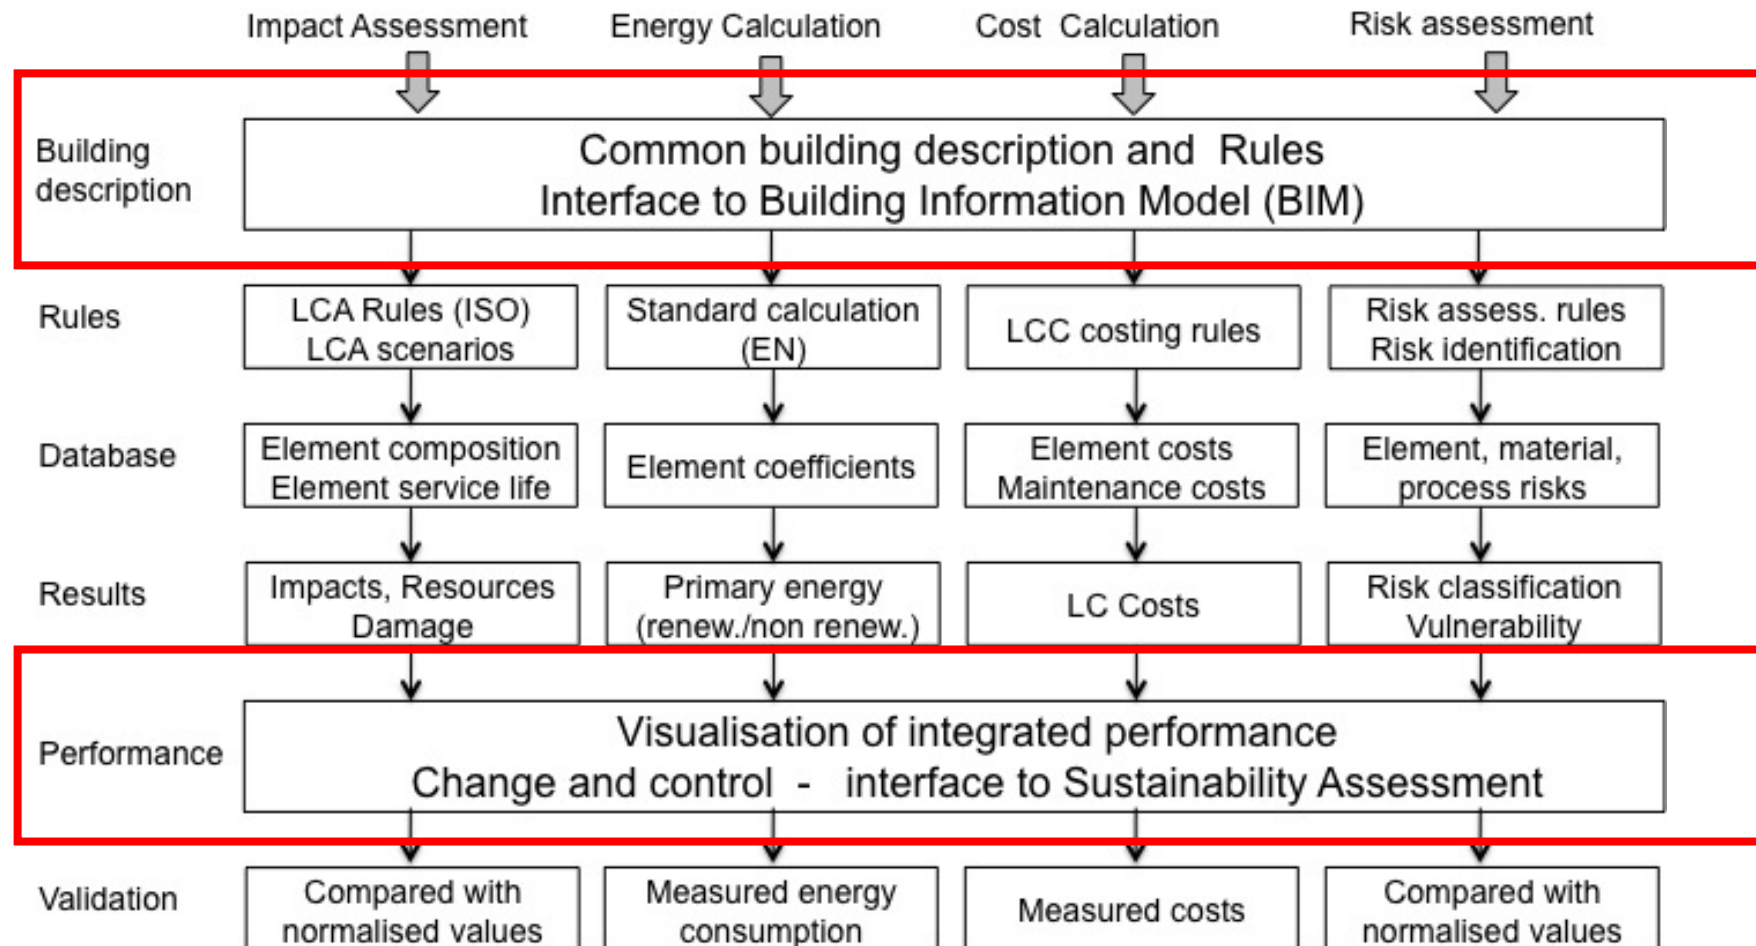 Impact Assessment
Energy Calculation
Cost Calculation
Risk assessment
Building
description
Common building description and Rules
Interface to Building Information Model (BIM)
Rules
LCA Rules (ISO)
LCA scenarios
Standard calculation
(EN)
LCC costing rules
Risk assess. rules
Risk identification
Database
Element composition
Element service life
Element coefficients
Element costs
Maintenance costs
Element, material,
process risks
Results
Impacts, Resources
Damage
Primary energy
(renew./non renew.)
LC Costs
Risk classification
Vulnerability
Performance
Visualisation of integrated performance
Change and control - interface to Sustainability Assessment
Validation
Compared with
normalised values
Measured energy
consumption
Measured costs
Compared with
normalised values